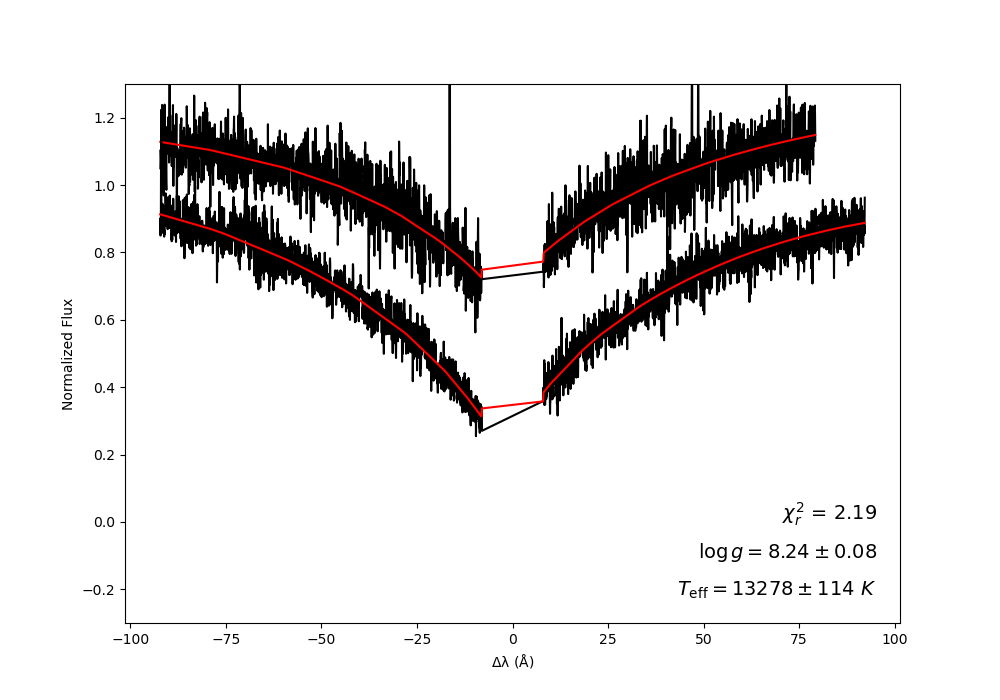 1.2
1.0
0.8
0.6
0.4
0.2
0.0
−0.2
Normalized Flux
χ²ᵣ = 2.19
log g = 8.24 ± 0.08
T_eff = 13278 ± 114 K
−100 −75 −50 −25 0 25 50 75 100
Δλ (Å)